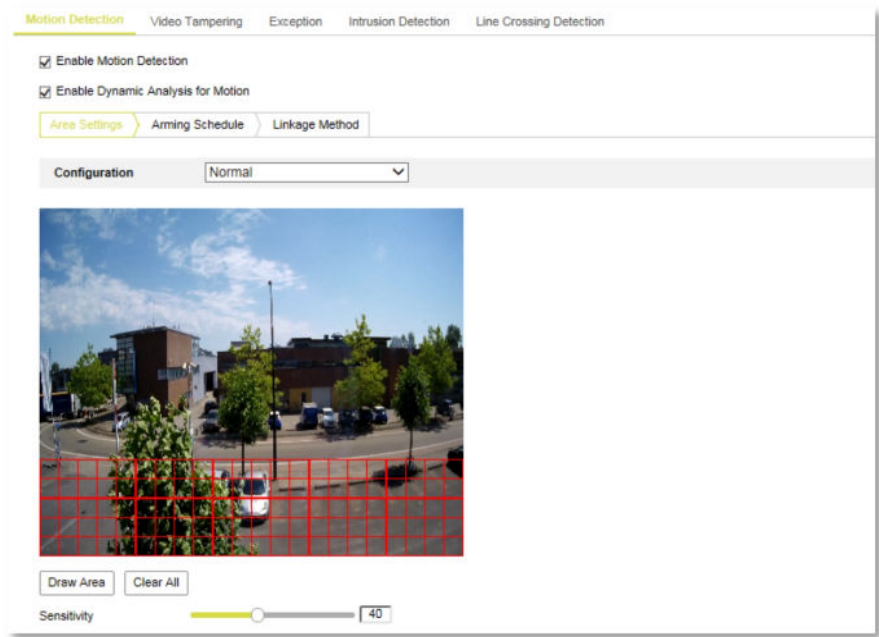 Motion Detection Video Tampering Exception Intrusion Detection Line Crossing Detection
Enable Motion Detection
Enable Dynamic Analysis for Motion
Area Settings Arming Schedule Linkage Method
Configuration Normal
Draw Area Clear All
Sensitivity 40